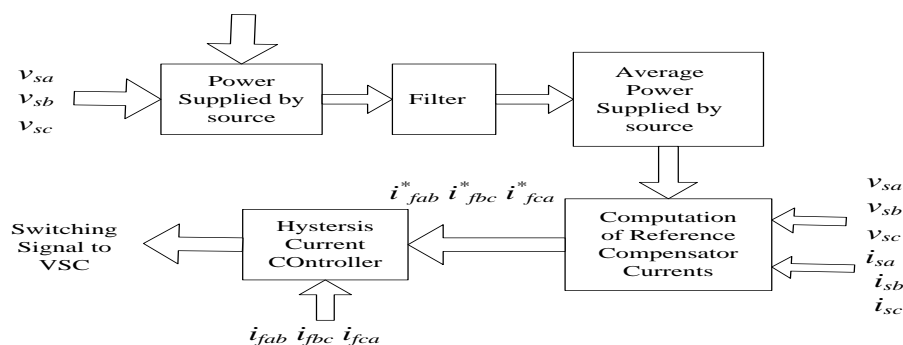 v_sa
v_sb
v_sc
Power
Supplied by
source
Filter
Average
Power
Supplied by
source
i*_fab i*_fbc i*_fca
Switching
Signal to
VSC
Hystersis
Current
COntroller
Computation
of Reference
Compensator
Currents
v_sa
v_sb
v_sc
i_sa
i_sb
i_sc
i_fab i_fbc i_fca